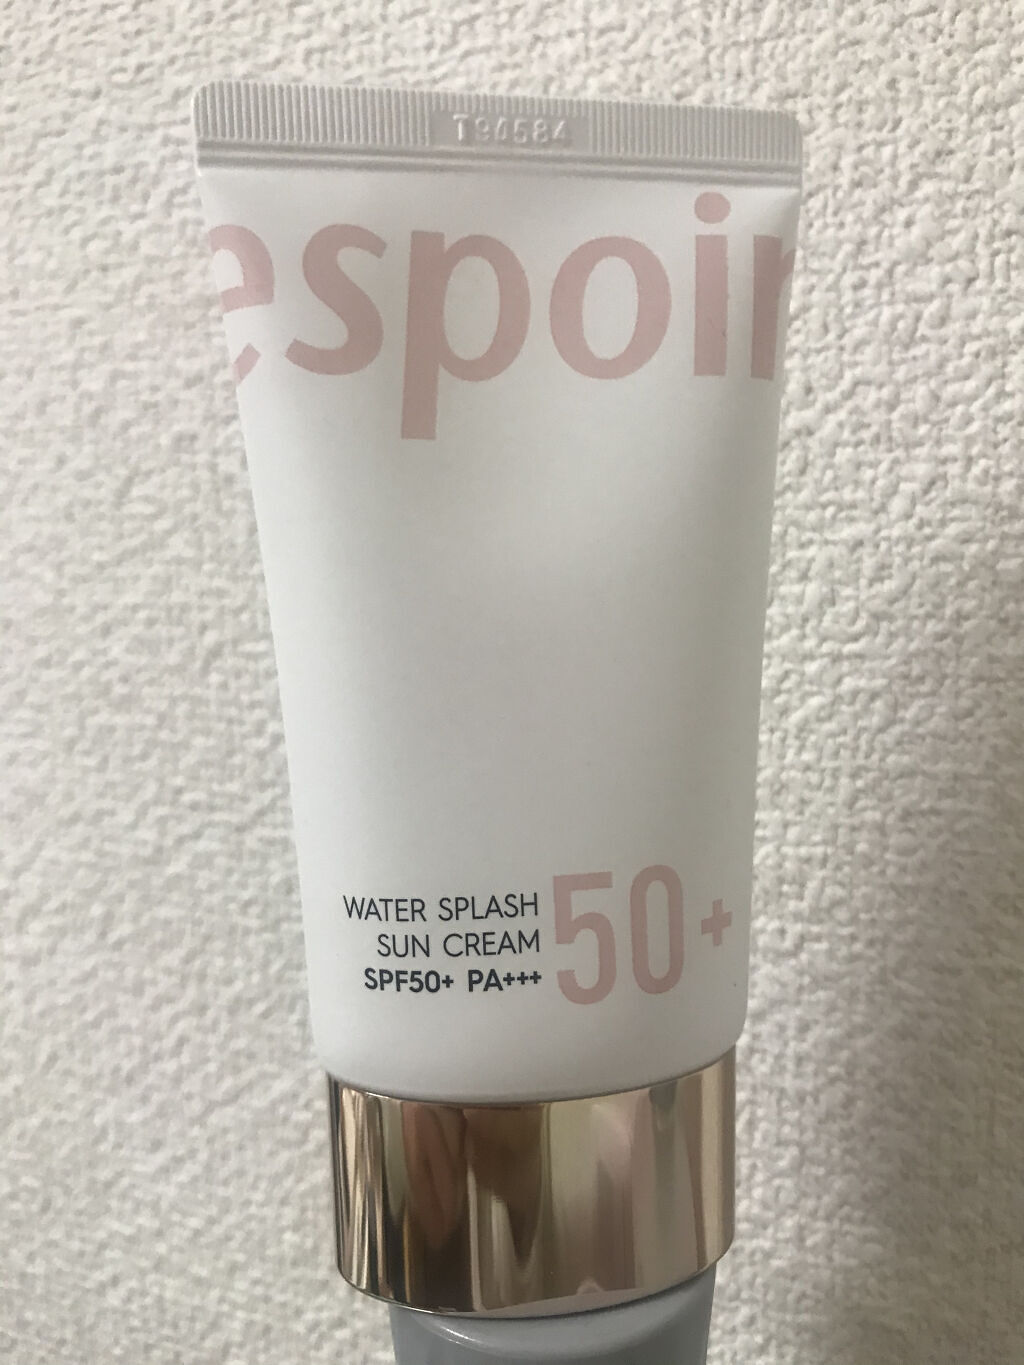 T94584
espoir
WATER SPLASH
SUN CREAM
SPF50+ PA+++
50+